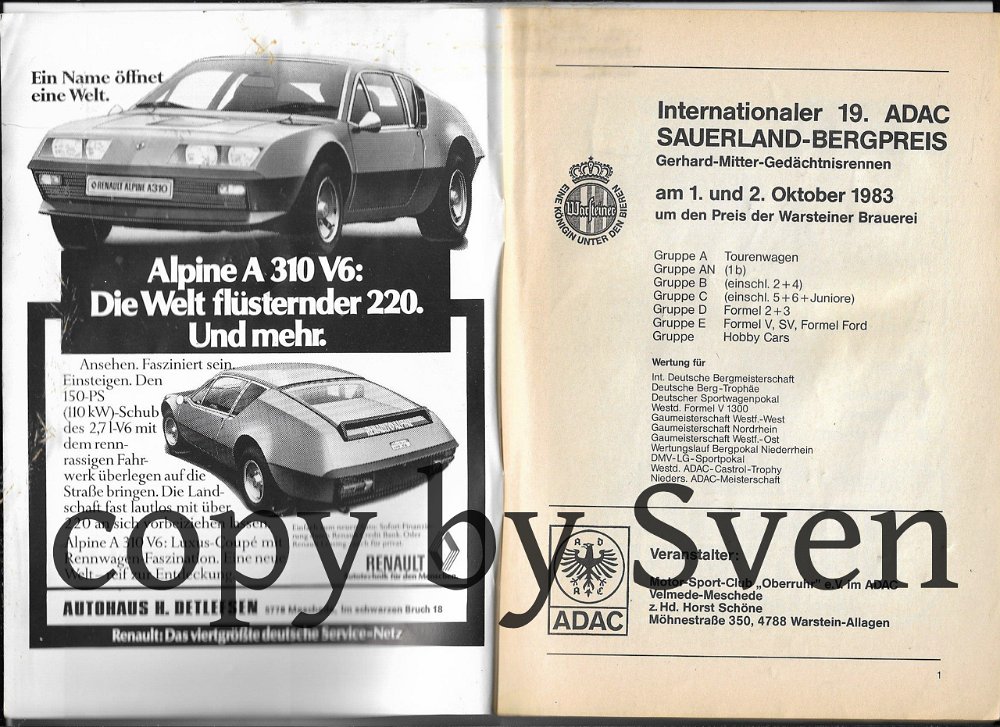 Ein Name öffnet
eine Welt.
RENAULT ALPINE A310
Alpine A 310 V6:
Die Welt flüsternder 220.
Und mehr.
Ansehen. Fasziniert sein.
Einsteigen. Den
150-PS
(110 kW)-Schub
des 2,7 l-V6 mit
dem renn-
rassigen Fahr-
werk überlegen auf die
Straße bringen. Die Land-
schaft fast lautlos mit über
220 an sich vorbeiziehen lassen.
Alpine A 310 V6: Luxus-Coupé mit
Rennwagen-Faszination. Eine neue
Welt – reif zur Entdeckung.
RENAULT
AUTOHAUS H. DETLEFSEN 5778 Meschede, Im schwarzen Bruch 18
Renault: Das viertgrößte deutsche Service-Netz
Internationaler 19. ADAC
SAUERLAND-BERGPREIS
Gerhard-Mitter-Gedächtnisrennen
am 1. und 2. Oktober 1983
um den Preis der Warsteiner Brauerei
Warsteiner
EINE KÖNIGIN UNTER DEN BIEREN
Gruppe A Tourenwagen
Gruppe AN (1b)
Gruppe B (einschl. 2+4)
Gruppe C (einschl. 5+6+Juniore)
Gruppe D Formel 2+3
Gruppe E Formel V, SV, Formel Ford
Gruppe Hobby Cars
Wertung für
Int. Deutsche Bergmeisterschaft
Deutsche Berg-Trophäe
Deutscher Sportwagenpokal
Westd. Formel V 1300
Gaumeisterschaft Westf.-West
Gaumeisterschaft Nordrhein
Gaumeisterschaft Westf.-Ost
Wertungslauf Bergpokal Niederrhein
DMV-LG-Sportpokal
Westd. ADAC-Castrol-Trophy
Nieders. ADAC-Meisterschaft
A D
A C
ADAC
Veranstalter:
Motor-Sport-Club „Oberruhr" e.V im ADAC
Velmede-Meschede
z. Hd. Horst Schöne
Möhnestraße 350, 4788 Warstein-Allagen
1
copy by Sven